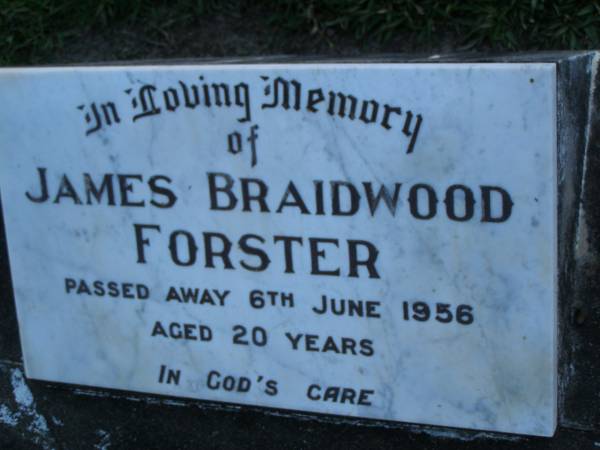 In Loving Memory
of
JAMES BRAIDWOOD
FORSTER
PASSED AWAY 6TH JUNE 1956
AGED 20 YEARS
IN GOD'S CARE